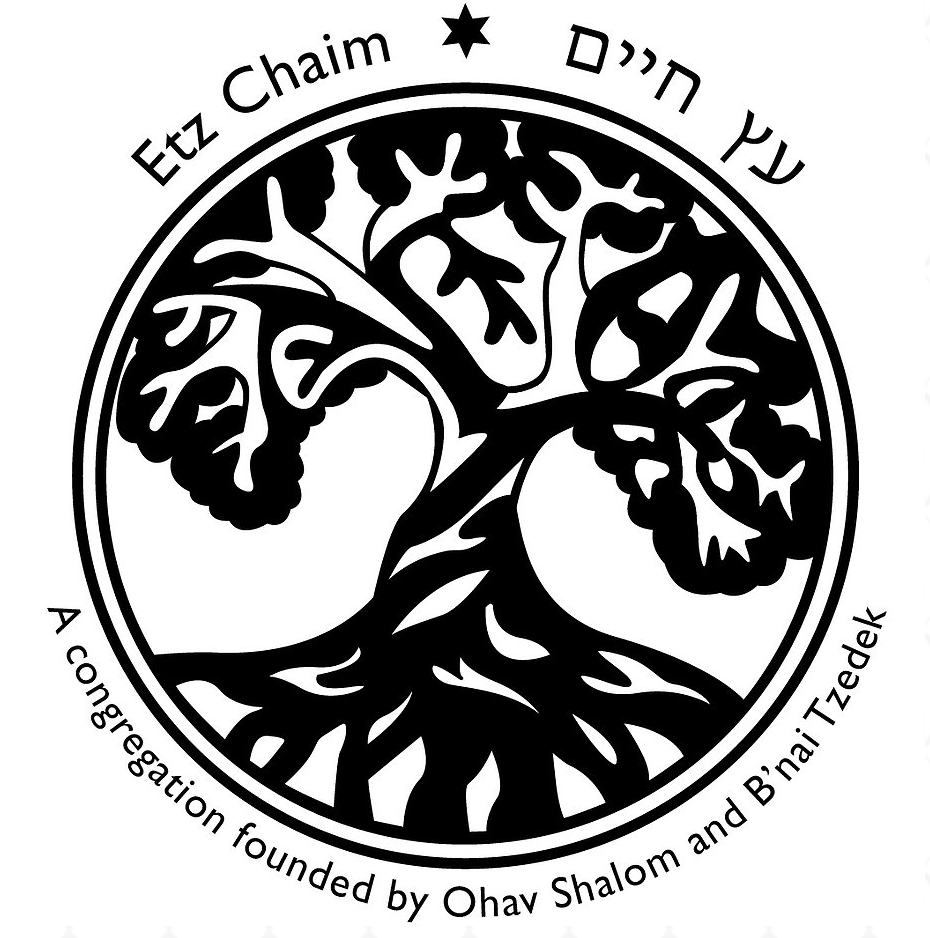 Etz Chaim
עץ חיים
A congregation founded by Ohav Shalom and B'nai Tzedek